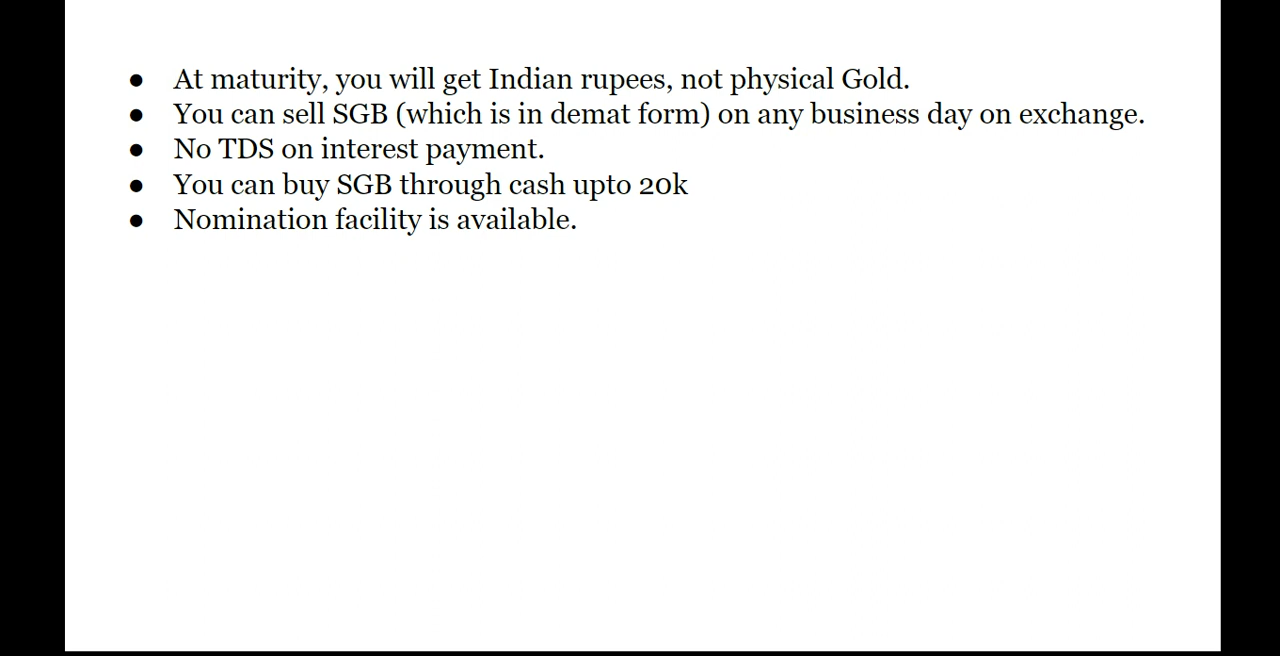 ● At maturity, you will get Indian rupees, not physical Gold.
● You can sell SGB (which is in demat form) on any business day on exchange.
● No TDS on interest payment.
● You can buy SGB through cash upto 20k
● Nomination facility is available.